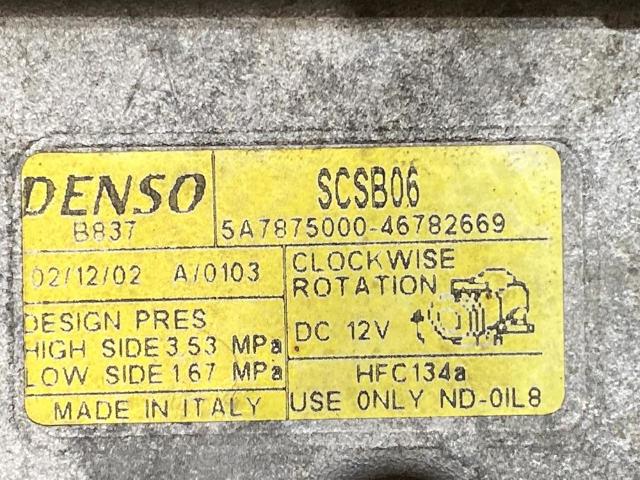 DENSO
B837
SCSB06
5A7875000-46782669
02/12/02 A/0103
CLOCKWISE
ROTATION
DC 12V
DESIGN PRES
HIGH SIDE 3.53 MPa
LOW SIDE 1.67 MPa
MADE IN ITALY
HFC134a
USE ONLY ND-OIL8